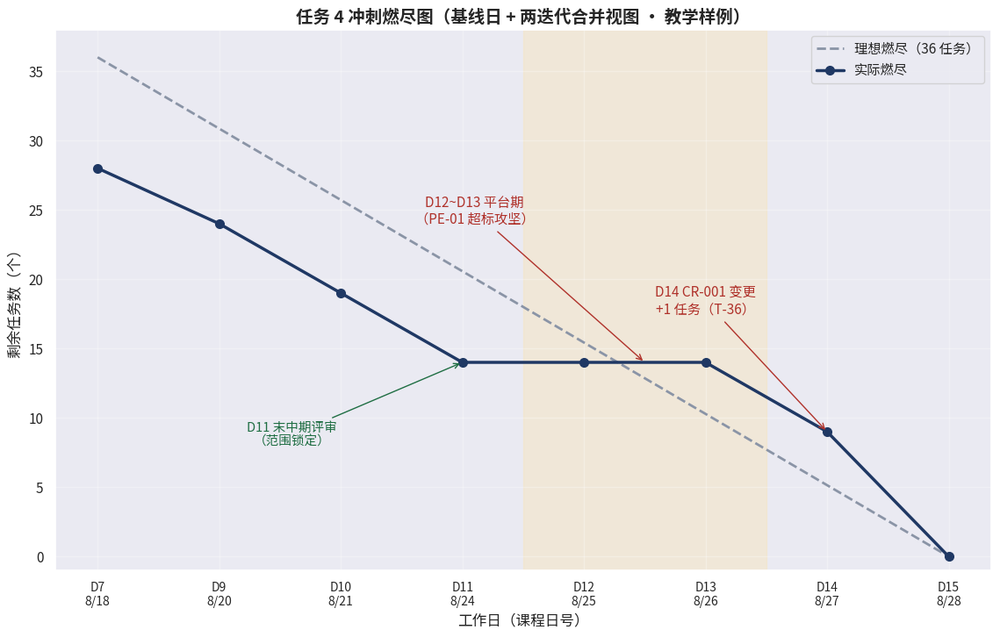 任务 4 冲刺燃尽图（基线日 + 两迭代合并视图 · 教学样例）
理想燃尽（36 任务）
实际燃尽
剩余任务数（个）
35
30
25
20
15
10
5
0
D12~D13 平台期
（PE-01 超标攻坚）
D14 CR-001 变更
+1 任务（T-36）
D11 末中期评审
（范围锁定）
D7
8/18
D9
8/20
D10
8/21
D11
8/24
D12
8/25
D13
8/26
D14
8/27
D15
8/28
工作日（课程日号）